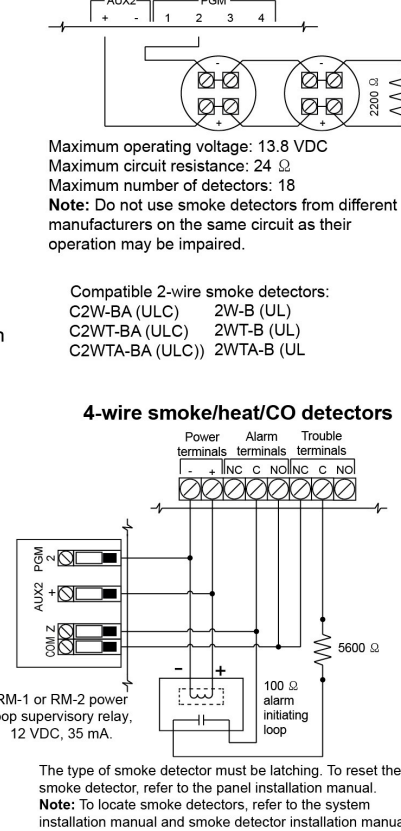 AUX2 PGM
+ - 1 2 3 4
- -
+ +
2200 Ω
Maximum operating voltage: 13.8 VDC
Maximum circuit resistance: 24 Ω
Maximum number of detectors: 18
Note: Do not use smoke detectors from different
manufacturers on the same circuit as their
operation may be impaired.
Compatible 2-wire smoke detectors:
C2W-BA (ULC) 2W-B (UL)
C2WT-BA (ULC) 2WT-B (UL)
C2WTA-BA (ULC)) 2WTA-B (UL
4-wire smoke/heat/CO detectors
Power terminals
Alarm terminals
Trouble terminals
- + NC C NO NC C NO
PGM 2
AUX2 +
COM Z
5600 Ω
- +
100 Ω
alarm
initiating
loop
RM-1 or RM-2 power
oop supervisory relay,
12 VDC, 35 mA.
The type of smoke detector must be latching. To reset the
smoke detector, refer to the panel installation manual.
Note: To locate smoke detectors, refer to the system
installation manual and smoke detector installation manua